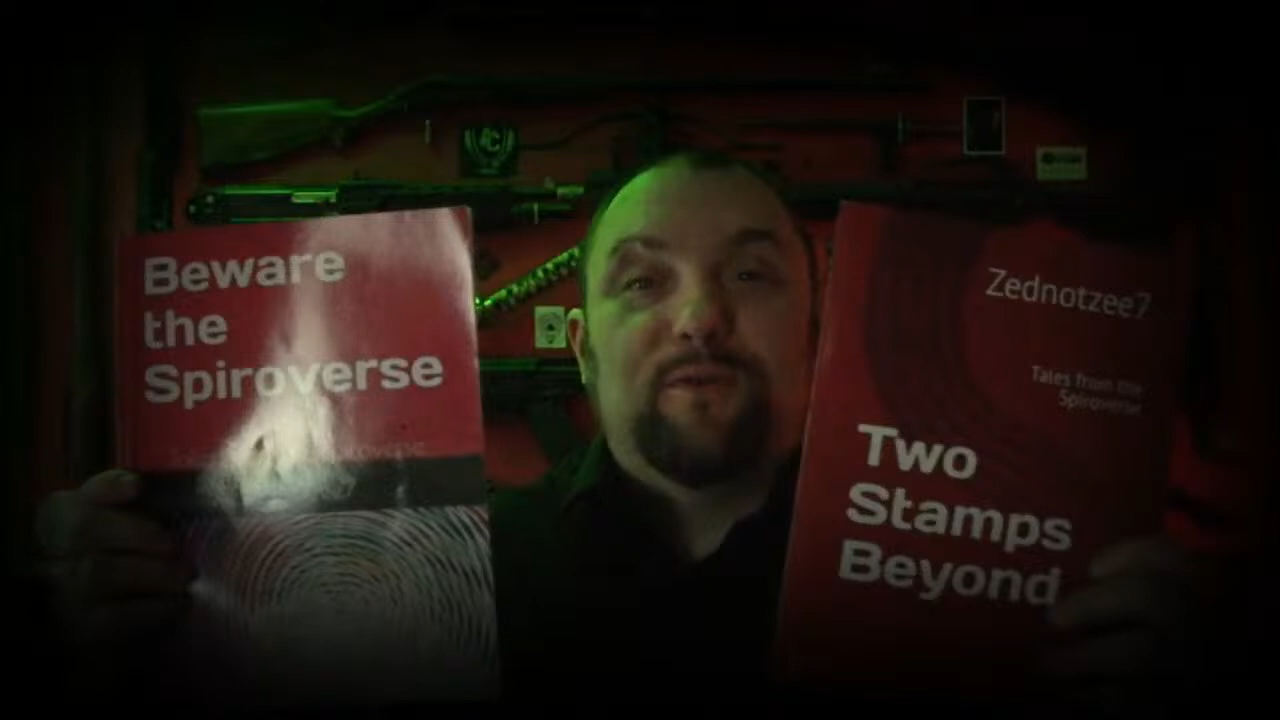 Beware
the
Spiroverse
Zednotzee7
Tales from the
Spiroverse
Two
Stamps
Beyond